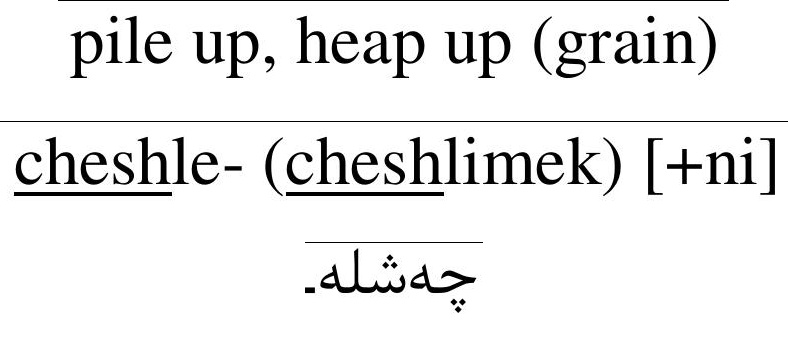 pile up, heap up (grain)
cheshle- (cheshlimek) [+ni]
چەشلە-